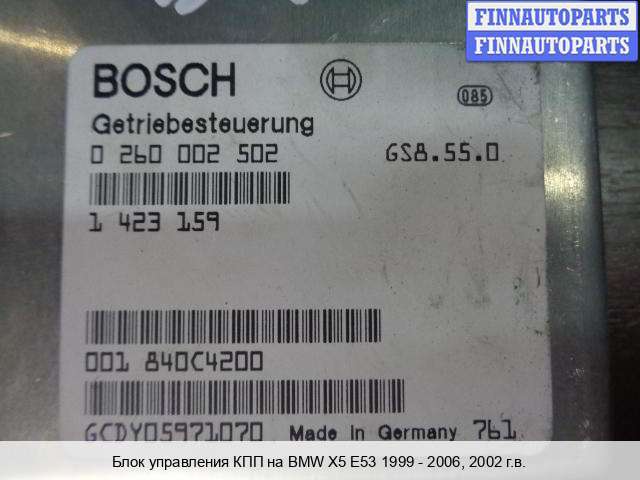 FINNAUTOPARTS
FINNAUTOPARTS
BOSCH
085
Getriebesteuerung
0 260 002 502 GS8.55.0
1 423 159
001 840C4200
GCDY05971070 Made in Germany 761
Блок управления КПП на BMW X5 E53 1999 - 2006, 2002 г.в.